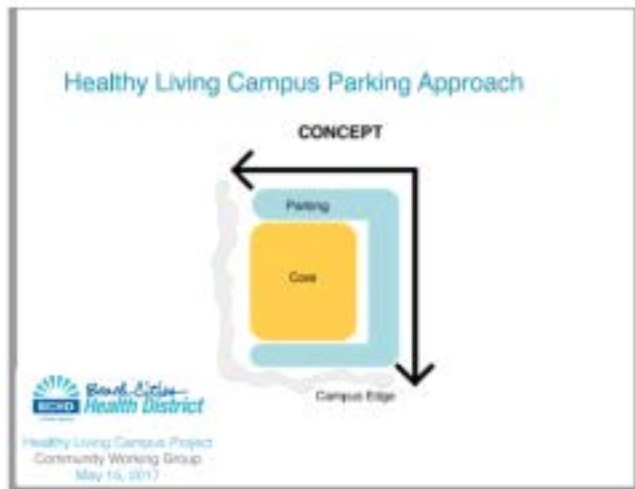 Healthy Living Campus Parking Approach
CONCEPT
Parking
Core
Campus Edge
BCHD
Beach Cities
Health District
Healthy Living Campus Project
Community Working Group
May 15, 2017